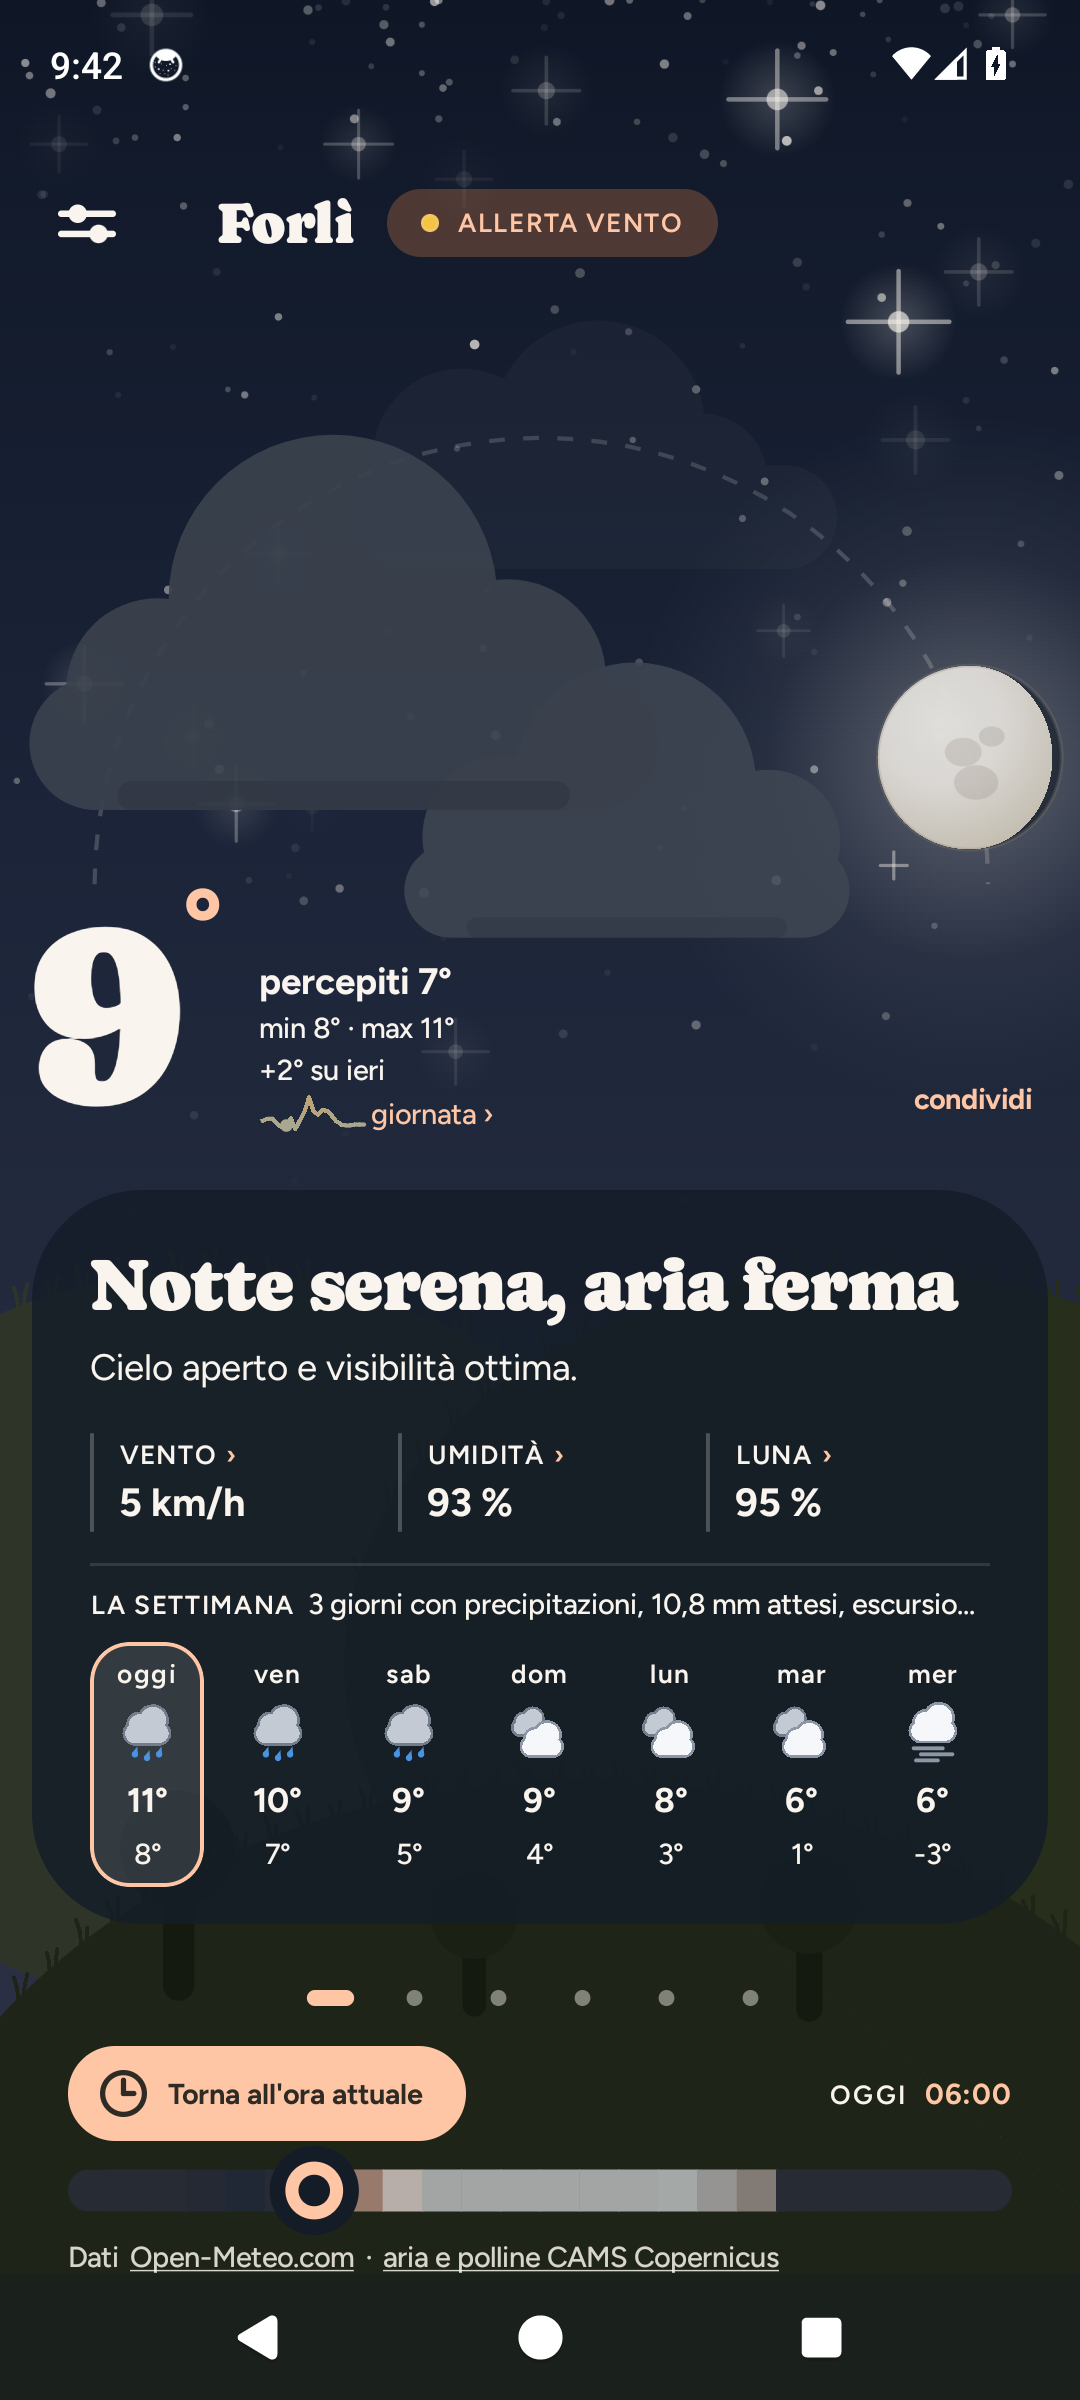 9:42
Forlì
ALLERTA VENTO
9°
percepiti 7°
min 8° · max 11°
+2° su ieri
giornata ›
condividi
Notte serena, aria ferma
Cielo aperto e visibilità ottima.
VENTO › UMIDITÀ › LUNA ›
5 km/h 93 % 95 %
LA SETTIMANA 3 giorni con precipitazioni, 10,8 mm attesi, escursio...
oggi ven sab dom lun mar mer
11° 10° 9° 9° 8° 6° 6°
8° 7° 5° 4° 3° 1° -3°
Torna all'ora attuale
OGGI 06:00
Dati Open-Meteo.com · aria e polline CAMS Copernicus